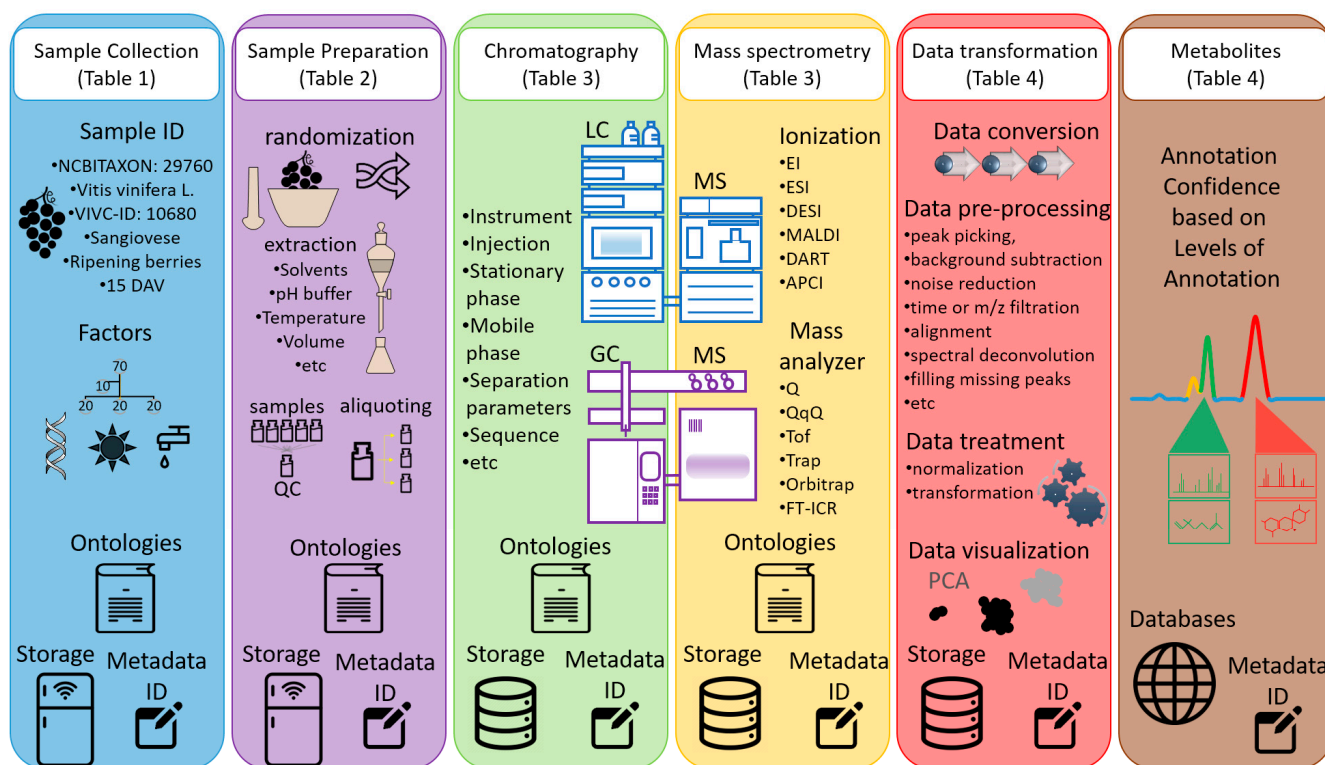 Sample Collection
(Table 1)
Sample ID
•NCBITAXON: 29760
•Vitis vinifera L.
•VIVC-ID: 10680
•Sangiovese
•Ripening berries
•15 DAV
Factors
70
10
20 20 20
Ontologies
Storage
Metadata
ID
Sample Preparation
(Table 2)
randomization
extraction
•Solvents
•pH buffer
•Temperature
•Volume
•etc
samples
QC
aliquoting
Ontologies
Storage
Metadata
ID
Chromatography
(Table 3)
LC
•Instrument
•Injection
•Stationary
phase
•Mobile
phase
•Separation
parameters
•Sequence
•etc
GC
Ontologies
Storage
Metadata
ID
Mass spectrometry
(Table 3)
MS
Ionization
•EI
•ESI
•DESI
•MALDI
•DART
•APCI
MS
Mass
analyzer
•Q
•QqQ
•Tof
•Trap
•Orbitrap
•FT-ICR
Ontologies
Storage
Metadata
ID
Data transformation
(Table 4)
Data conversion
Data pre-processing
•peak picking,
•background subtraction
•noise reduction
•time or m/z filtration
•alignment
•spectral deconvolution
•filling missing peaks
•etc
Data treatment
•normalization
•transformation
Data visualization
PCA
Storage
Metadata
ID
Metabolites
(Table 4)
Annotation
Confidence
based on
Levels of
Annotation
Databases
Metadata
ID